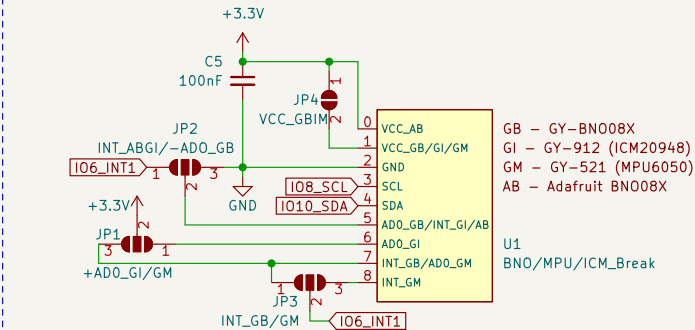 +3.3V
C5
100nF
1
JP4
2
VCC_GBIM
JP2
INT_ABGI/-ADO_GB
IO6_INT1
1
2
3
GND
+3.3V
2
JP1
3
1
+AD0_GI/GM
IO8_SCL
IO10_SDA
0
VCC_AB
1
VCC_GB/GI/GM
2
GND
3
SCL
4
SDA
5
AD0_GB/INT_GI/AB
6
AD0_GI
7
INT_GB/AD0_GM
8
INT_GM
1
3
JP3
2
INT_GB/GM
IO6_INT1
GB - GY-BNO08X
GI - GY-912 (ICM20948)
GM - GY-521 (MPU6050)
AB - Adafruit BNO08X
U1
BNO/MPU/ICM_Break